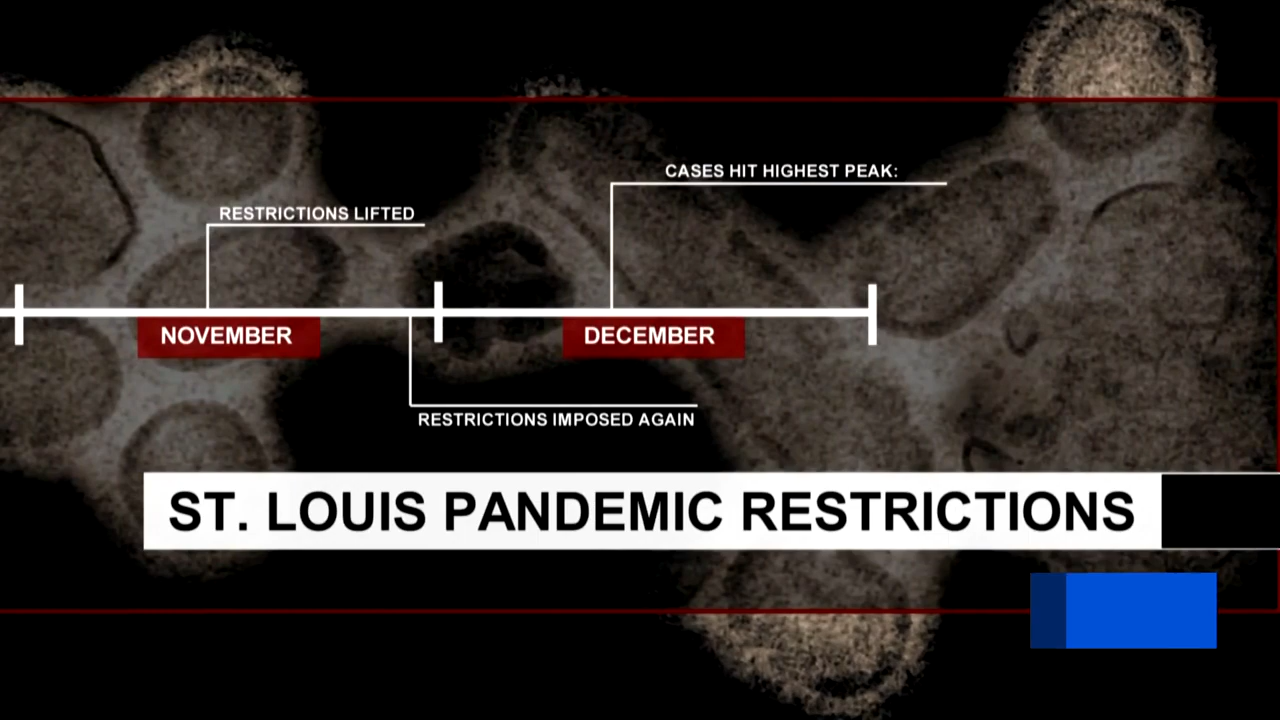 CASES HIT HIGHEST PEAK:
RESTRICTIONS LIFTED
NOVEMBER
DECEMBER
RESTRICTIONS IMPOSED AGAIN
ST. LOUIS PANDEMIC RESTRICTIONS